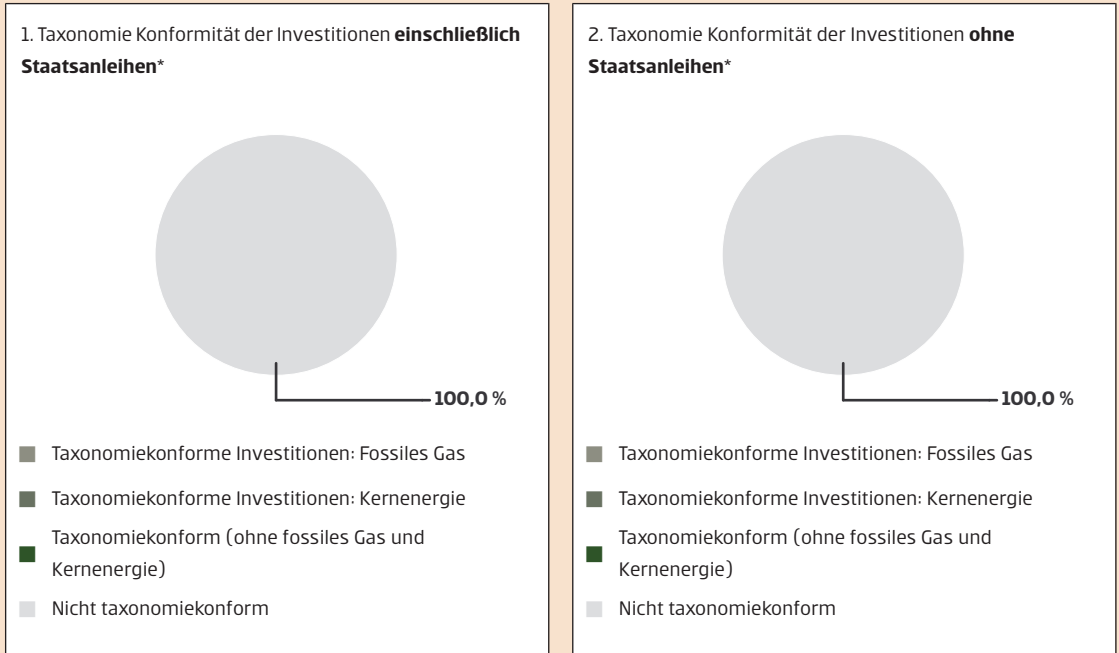 1. Taxonomie Konformität der Investitionen einschließlich
Staatsanleihen*
100,0 %
Taxonomiekonforme Investitionen: Fossiles Gas
Taxonomiekonforme Investitionen: Kernenergie
Taxonomiekonform (ohne fossiles Gas und
Kernenergie)
Nicht taxonomiekonform
2. Taxonomie Konformität der Investitionen ohne
Staatsanleihen*
100,0 %
Taxonomiekonforme Investitionen: Fossiles Gas
Taxonomiekonforme Investitionen: Kernenergie
Taxonomiekonform (ohne fossiles Gas und
Kernenergie)
Nicht taxonomiekonform